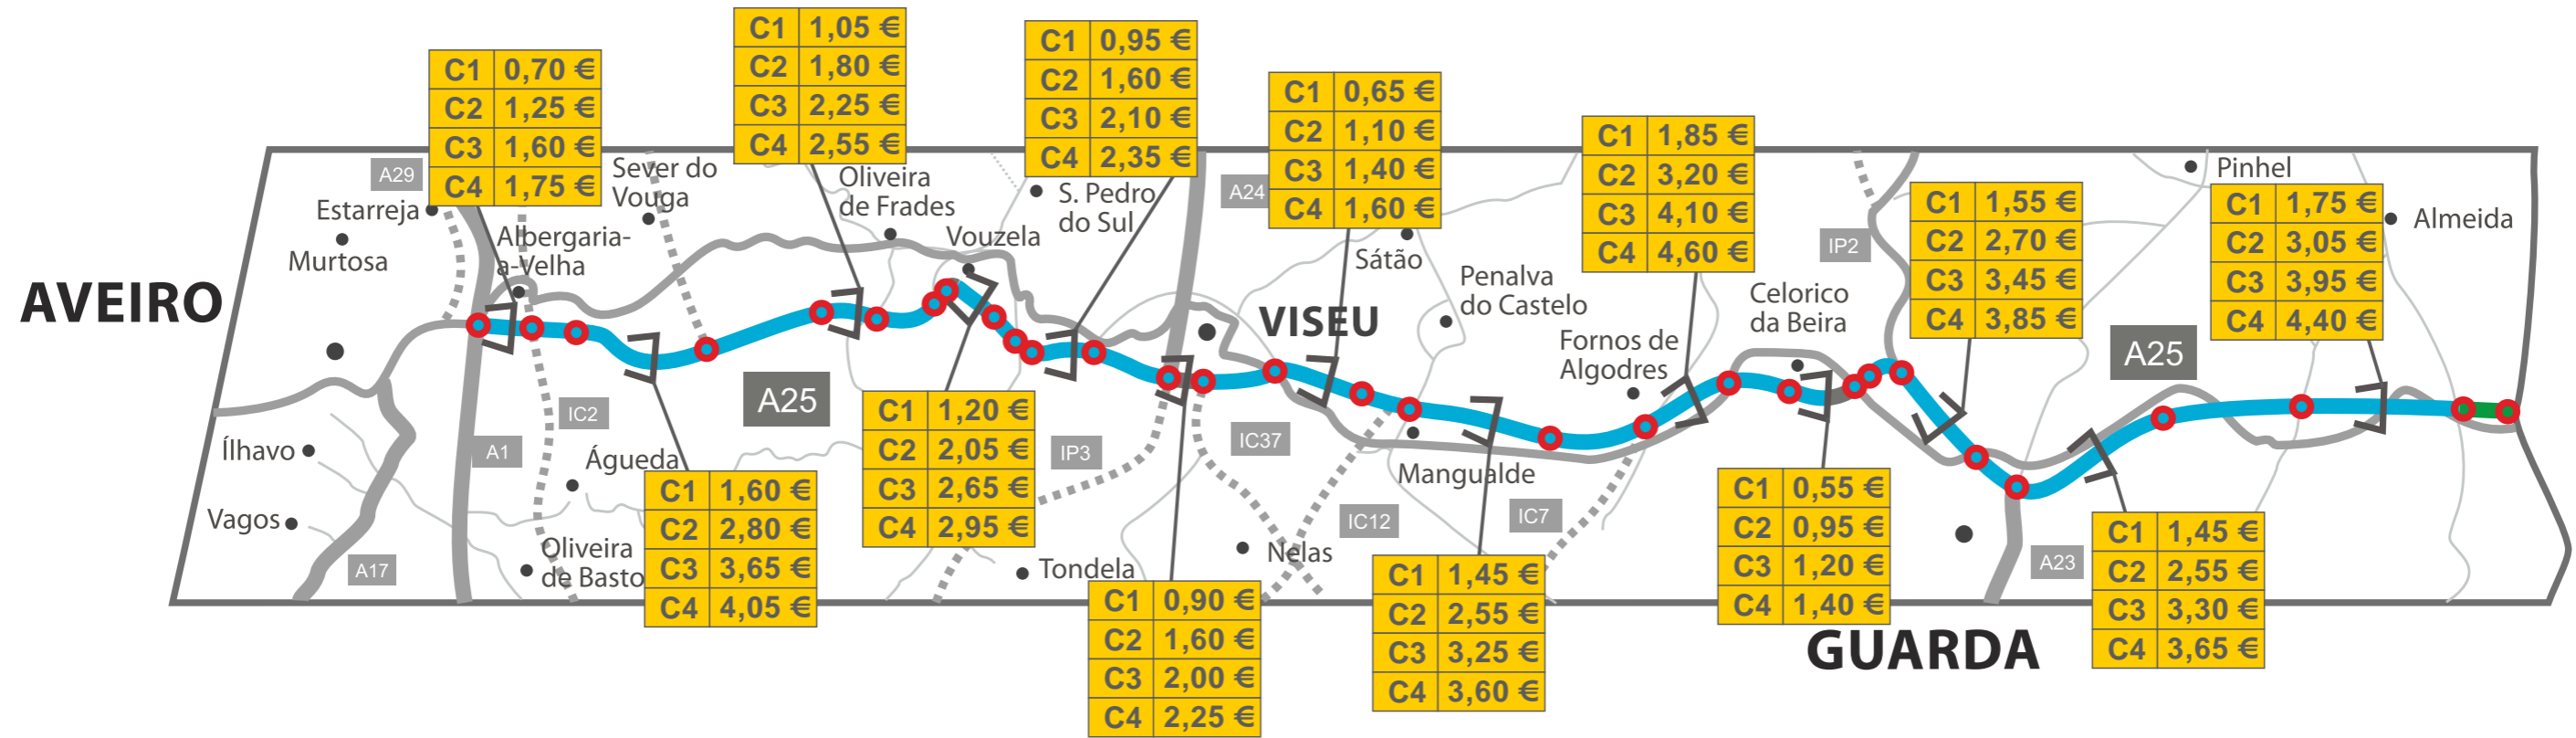 C1 0,70 €
C2 1,25 €
C3 1,60 €
C4 1,75 €
C1 1,05 €
C2 1,80 €
C3 2,25 €
C4 2,55 €
C1 0,95 €
C2 1,60 €
C3 2,10 €
C4 2,35 €
C1 0,65 €
C2 1,10 €
C3 1,40 €
C4 1,60 €
C1 1,85 €
C2 3,20 €
C3 4,10 €
C4 4,60 €
C1 1,55 €
C2 2,70 €
C3 3,45 €
C4 3,85 €
C1 1,75 €
C2 3,05 €
C3 3,95 €
C4 4,40 €
A29
Estarreja
Murtosa
AVEIRO
Albergaria-
a-Velha
Sever do
Vouga
Oliveira
de Frades
Vouzela
S. Pedro
do Sul
A24
VISEU
Sátão
Penalva
do Castelo
Fornos de
Algodres
Celorico
da Beira
IP2
Pinhel
Almeida
A25
A25
Ílhavo
Vagos
A17
A1
IC2
Águeda
Oliveira
de Basto
IP3
Tondela
IC37
Nelas
IC12
Mangualde
IC7
A23
GUARDA
C1 1,60 €
C2 2,80 €
C3 3,65 €
C4 4,05 €
C1 1,20 €
C2 2,05 €
C3 2,65 €
C4 2,95 €
C1 0,90 €
C2 1,60 €
C3 2,00 €
C4 2,25 €
C1 1,45 €
C2 2,55 €
C3 3,25 €
C4 3,60 €
C1 0,55 €
C2 0,95 €
C3 1,20 €
C4 1,40 €
C1 1,45 €
C2 2,55 €
C3 3,30 €
C4 3,65 €